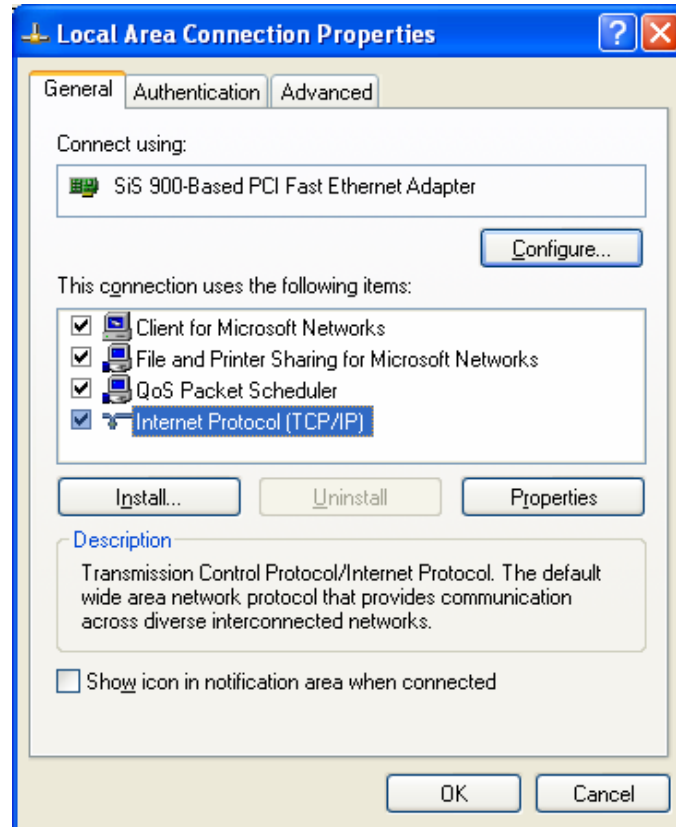 Local Area Connection Properties
General Authentication Advanced
Connect using:
SiS 900-Based PCI Fast Ethernet Adapter
Configure...
This connection uses the following items:
Client for Microsoft Networks
File and Printer Sharing for Microsoft Networks
QoS Packet Scheduler
Internet Protocol (TCP/IP)
Install... Uninstall Properties
Description
Transmission Control Protocol/Internet Protocol. The default
wide area network protocol that provides communication
across diverse interconnected networks.
Show icon in notification area when connected
OK Cancel